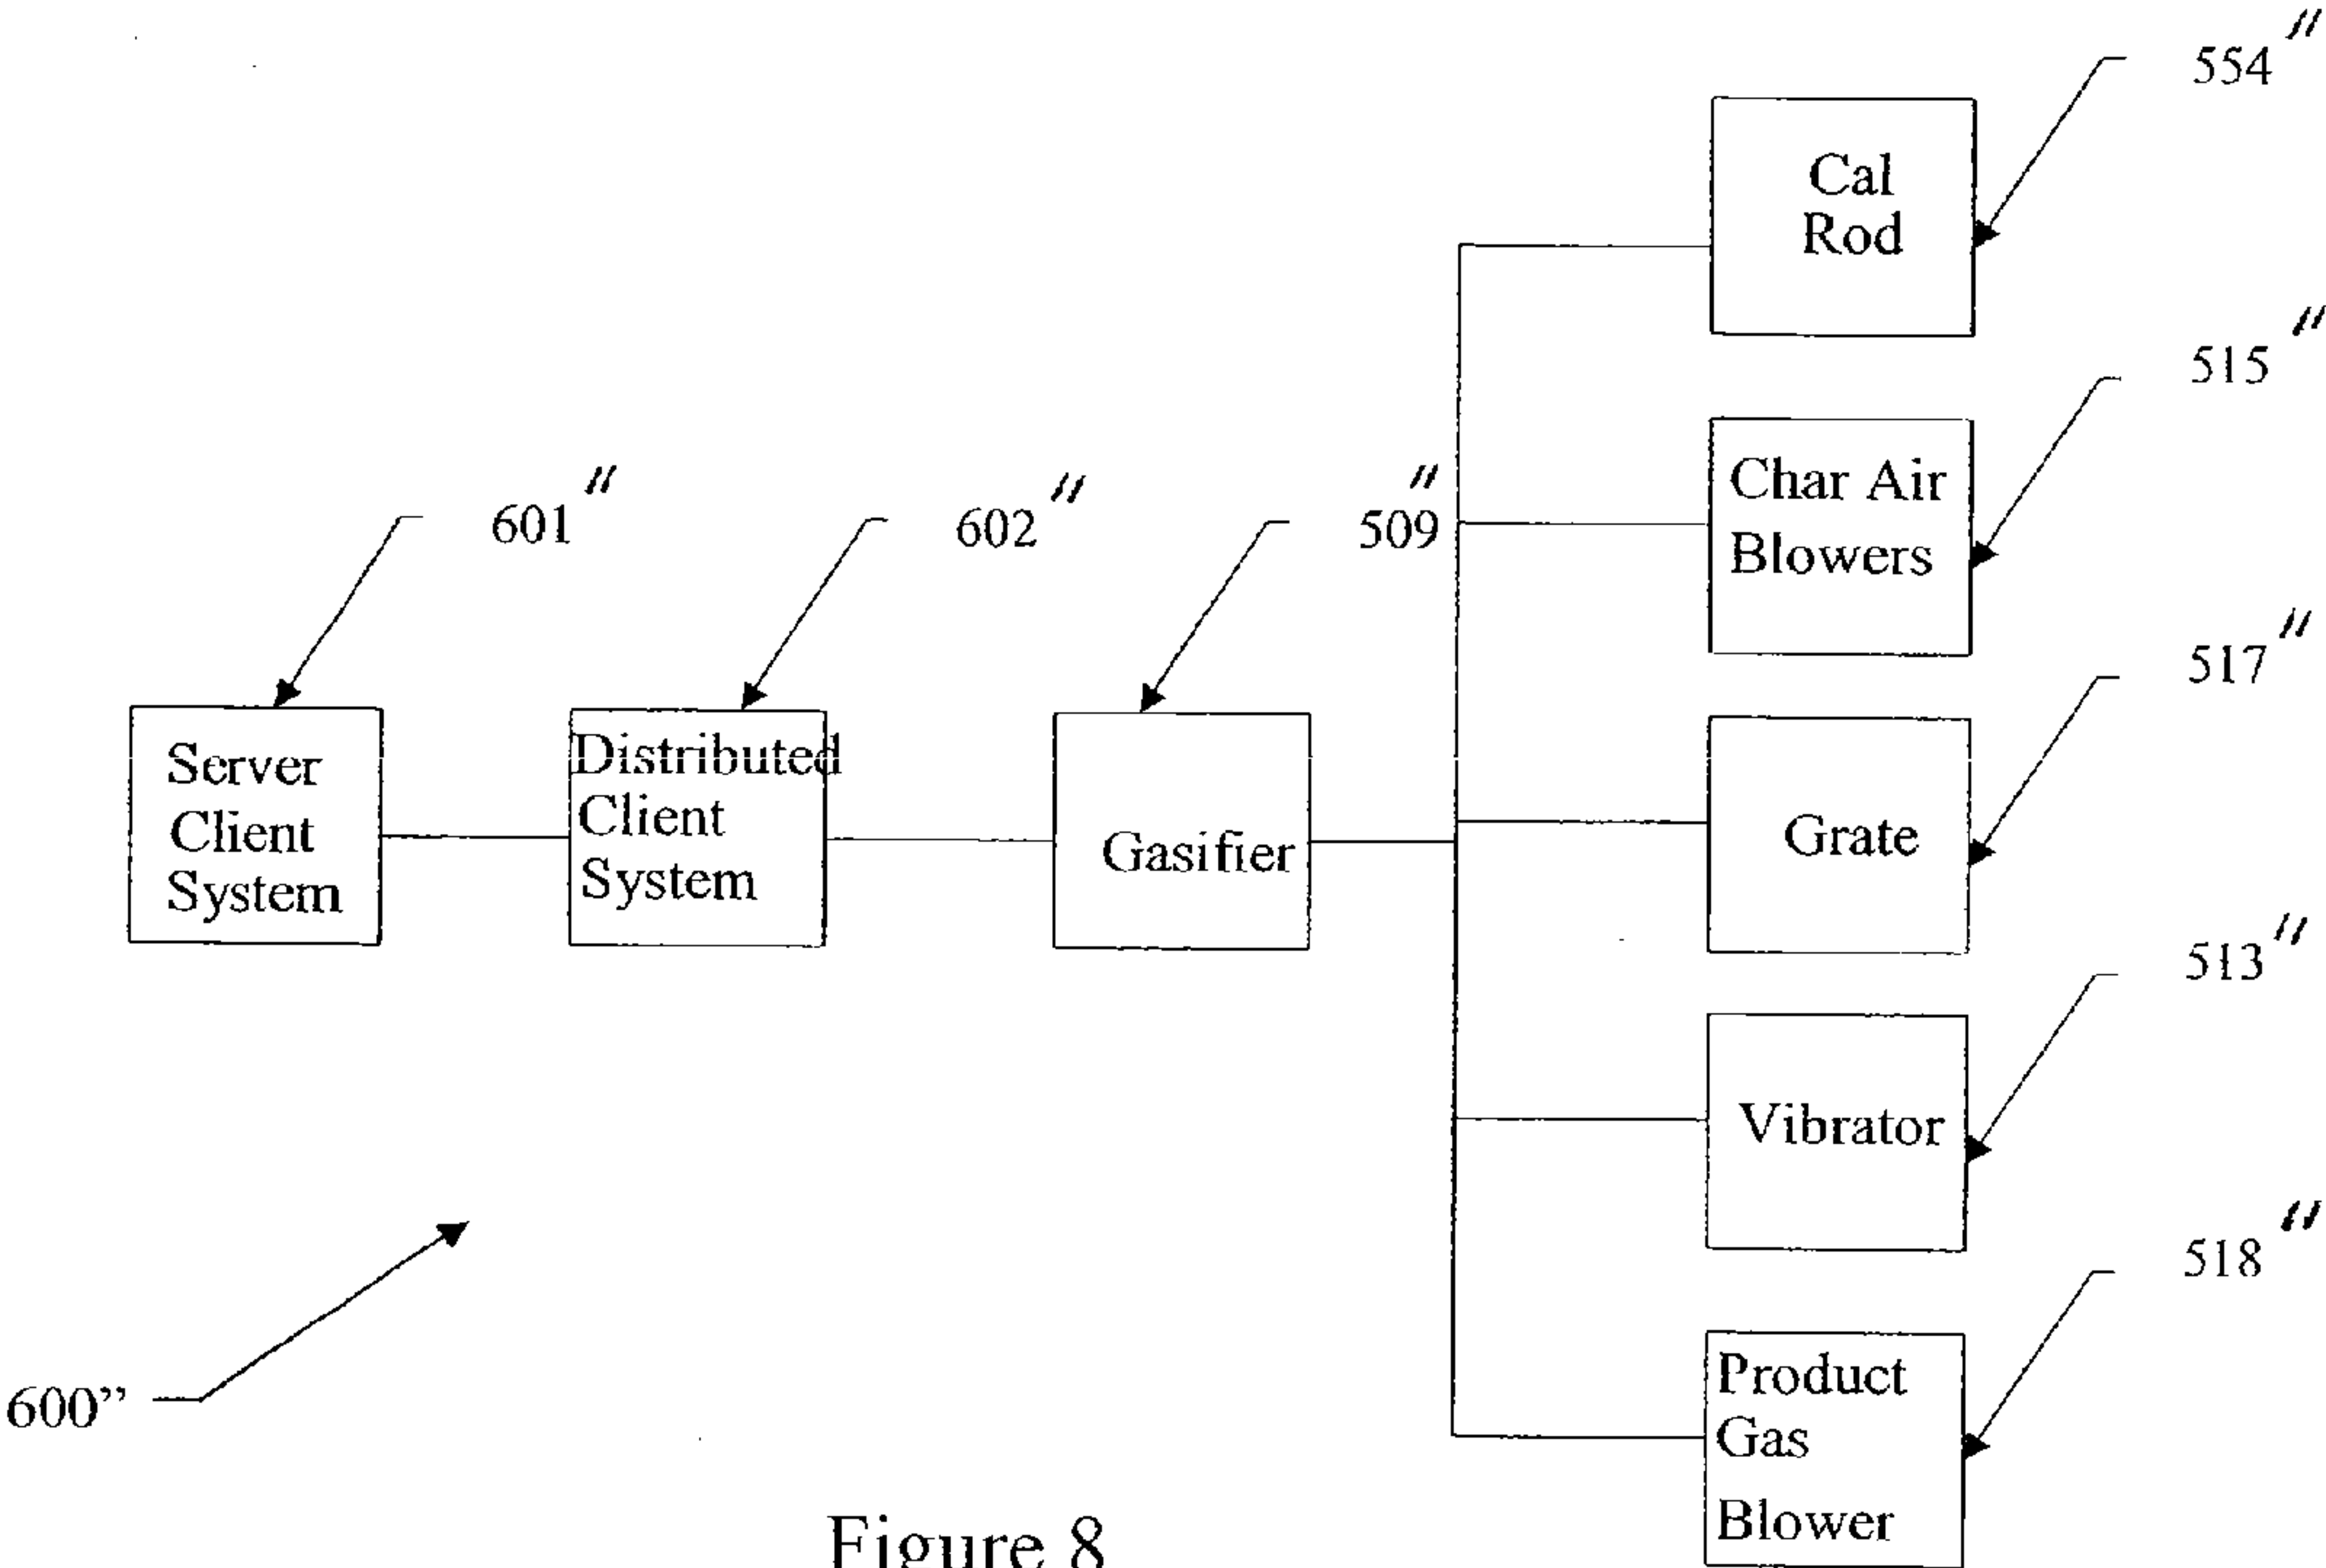 554″
Cal
Rod
515″
Char Air
Blowers
601″
602″
509″
517″
Server
Client
System
Distributed
Client
System
Gasifier
Grate
513″
Vibrator
518″
600”
Product
Gas
Blower
Figure 8